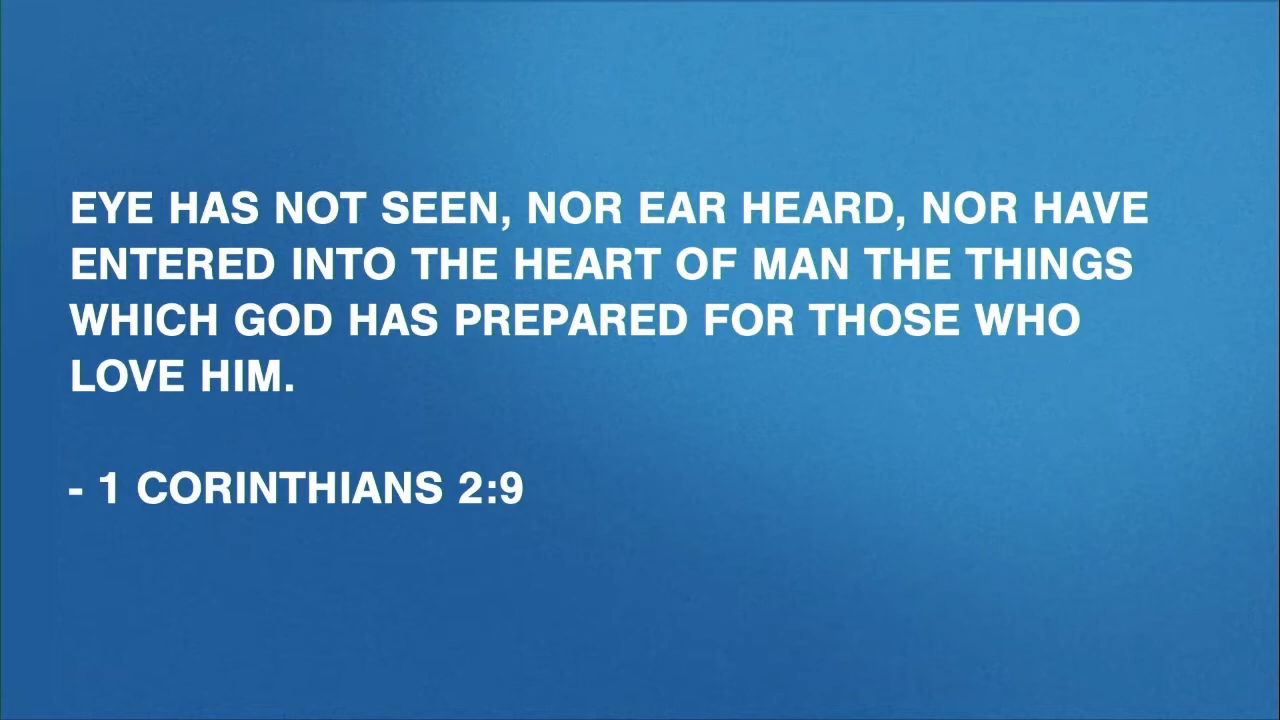 EYE HAS NOT SEEN, NOR EAR HEARD, NOR HAVE
ENTERED INTO THE HEART OF MAN THE THINGS
WHICH GOD HAS PREPARED FOR THOSE WHO
LOVE HIM.
- 1 CORINTHIANS 2:9